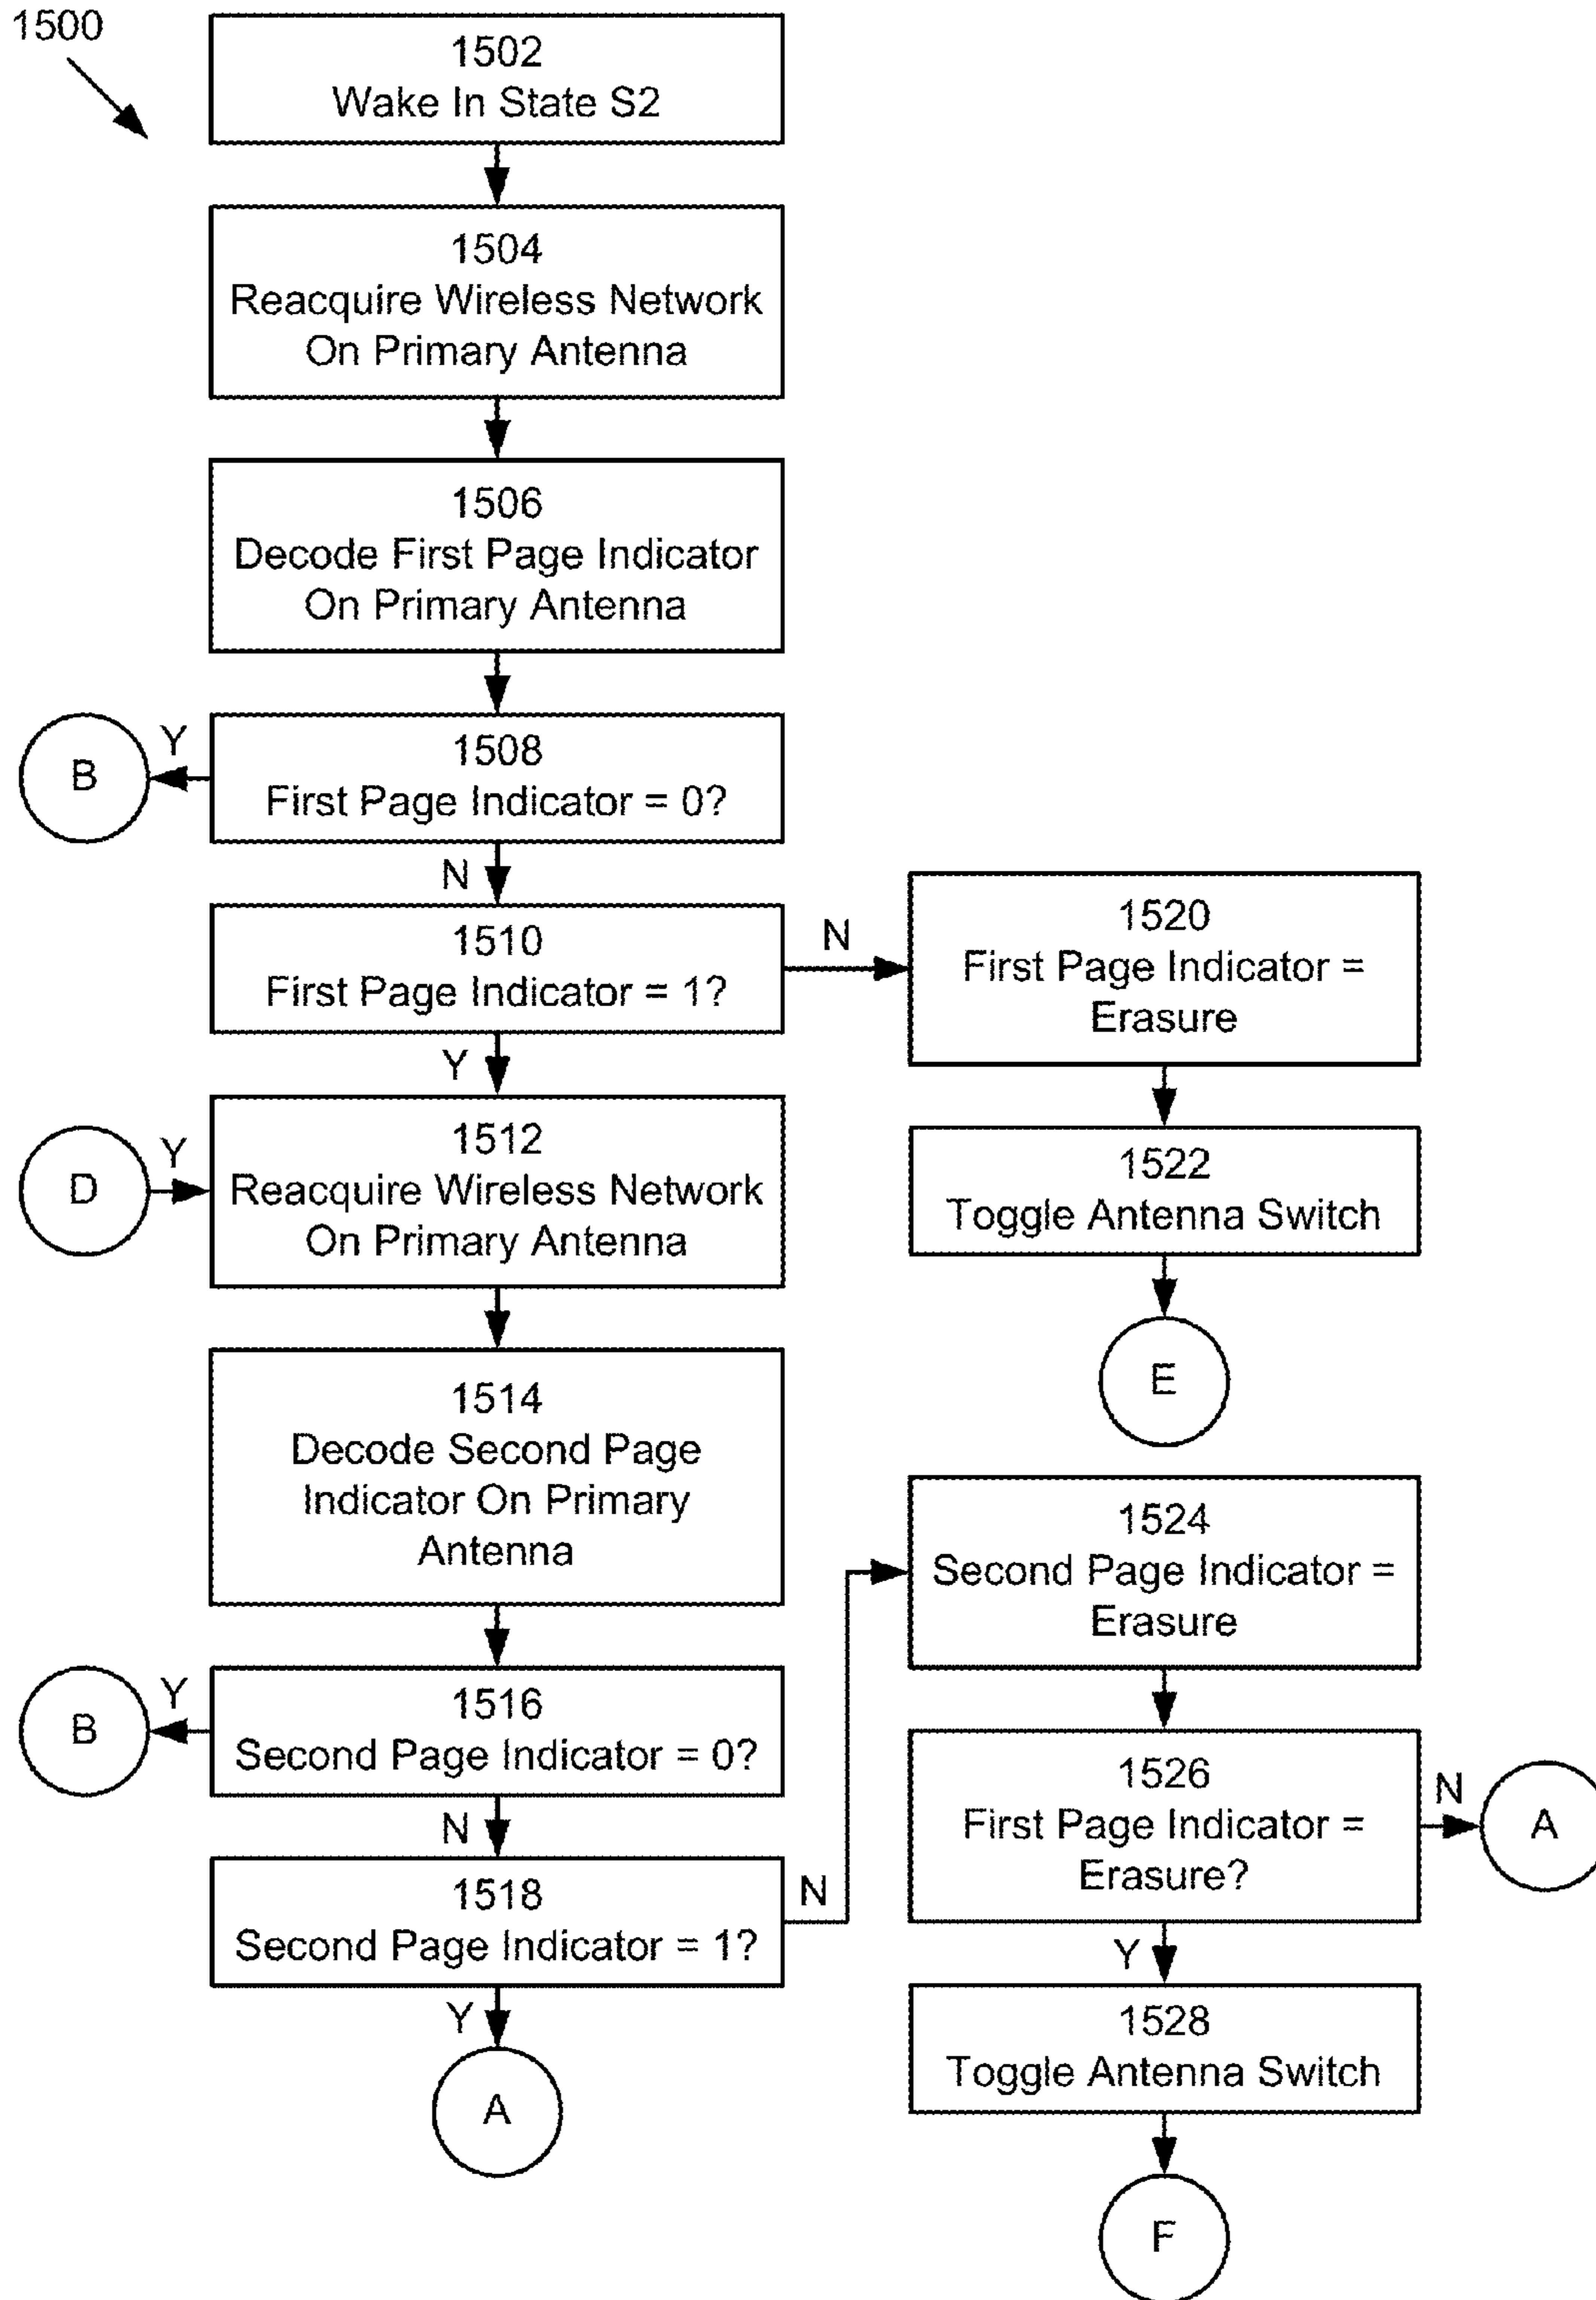 1500
1502
Wake In State S2
1504
Reacquire Wireless Network
On Primary Antenna
1506
Decode First Page Indicator
On Primary Antenna
B
Y
1508
First Page Indicator = 0?
N
1510
First Page Indicator = 1?
N
1520
First Page Indicator =
Erasure
Y
D
Y
1512
Reacquire Wireless Network
On Primary Antenna
1522
Toggle Antenna Switch
E
1514
Decode Second Page
Indicator On Primary
Antenna
1524
Second Page Indicator =
Erasure
B
Y
1516
Second Page Indicator = 0?
N
1518
Second Page Indicator = 1?
N
1526
First Page Indicator =
Erasure?
N
A
Y
A
Y
1528
Toggle Antenna Switch
F